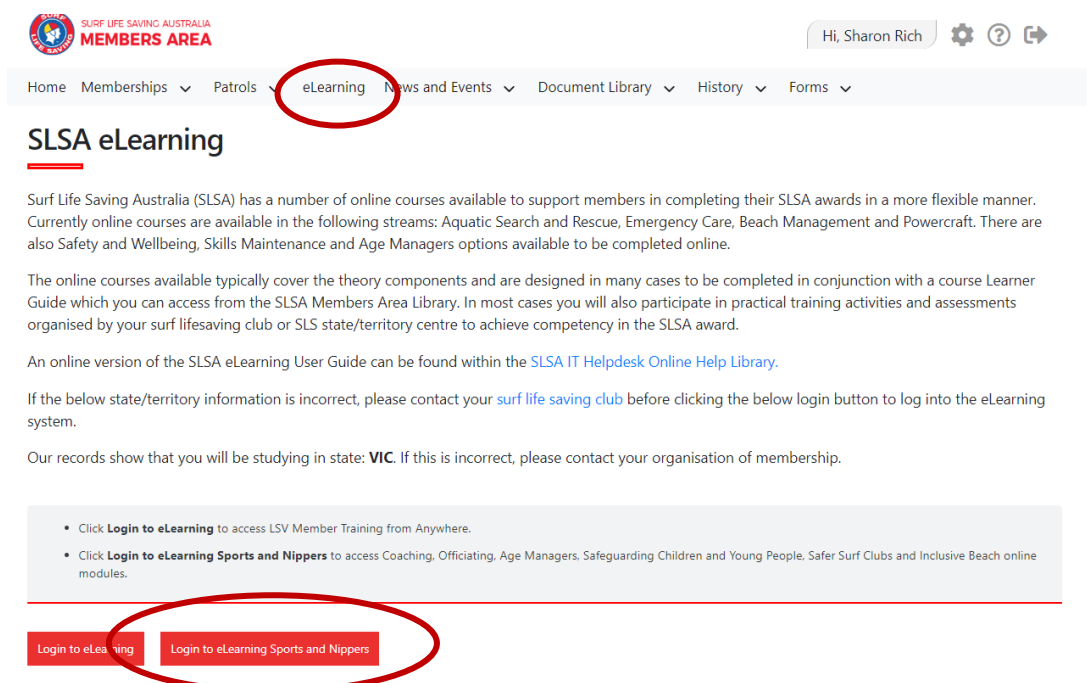 SURF
LIFE SAVING
SURF LIFE SAVING AUSTRALIA
MEMBERS AREA
Hi, Sharon Rich
Home Memberships Patrols eLearning News and Events Document Library History Forms
SLSA eLearning
Surf Life Saving Australia (SLSA) has a number of online courses available to support members in completing their SLSA awards in a more flexible manner.
Currently online courses are available in the following streams: Aquatic Search and Rescue, Emergency Care, Beach Management and Powercraft. There are
also Safety and Wellbeing, Skills Maintenance and Age Managers options available to be completed online.
The online courses available typically cover the theory components and are designed in many cases to be completed in conjunction with a course Learner
Guide which you can access from the SLSA Members Area Library. In most cases you will also participate in practical training activities and assessments
organised by your surf lifesaving club or SLS state/territory centre to achieve competency in the SLSA award.
An online version of the SLSA eLearning User Guide can be found within the SLSA IT Helpdesk Online Help Library.
If the below state/territory information is incorrect, please contact your surf life saving club before clicking the below login button to log into the eLearning
system.
Our records show that you will be studying in state: VIC. If this is incorrect, please contact your organisation of membership.
• Click Login to eLearning to access LSV Member Training from Anywhere.
• Click Login to eLearning Sports and Nippers to access Coaching, Officiating, Age Managers, Safeguarding Children and Young People, Safer Surf Clubs and Inclusive Beach online
modules.
Login to eLearning Login to eLearning Sports and Nippers